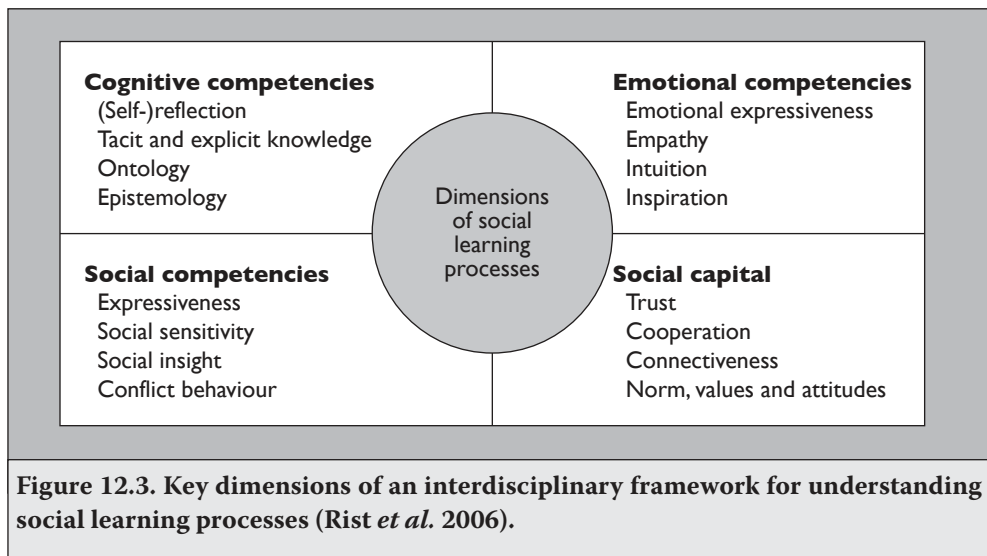 Cognitive competencies
(Self-)reflection
Tacit and explicit knowledge
Ontology
Epistemology
Emotional competencies
Emotional expressiveness
Empathy
Intuition
Inspiration
Dimensions
of social
learning
processes
Social competencies
Expressiveness
Social sensitivity
Social insight
Conflict behaviour
Social capital
Trust
Cooperation
Connectiveness
Norm, values and attitudes
Figure 12.3. Key dimensions of an interdisciplinary framework for understanding
social learning processes (Rist et al. 2006).